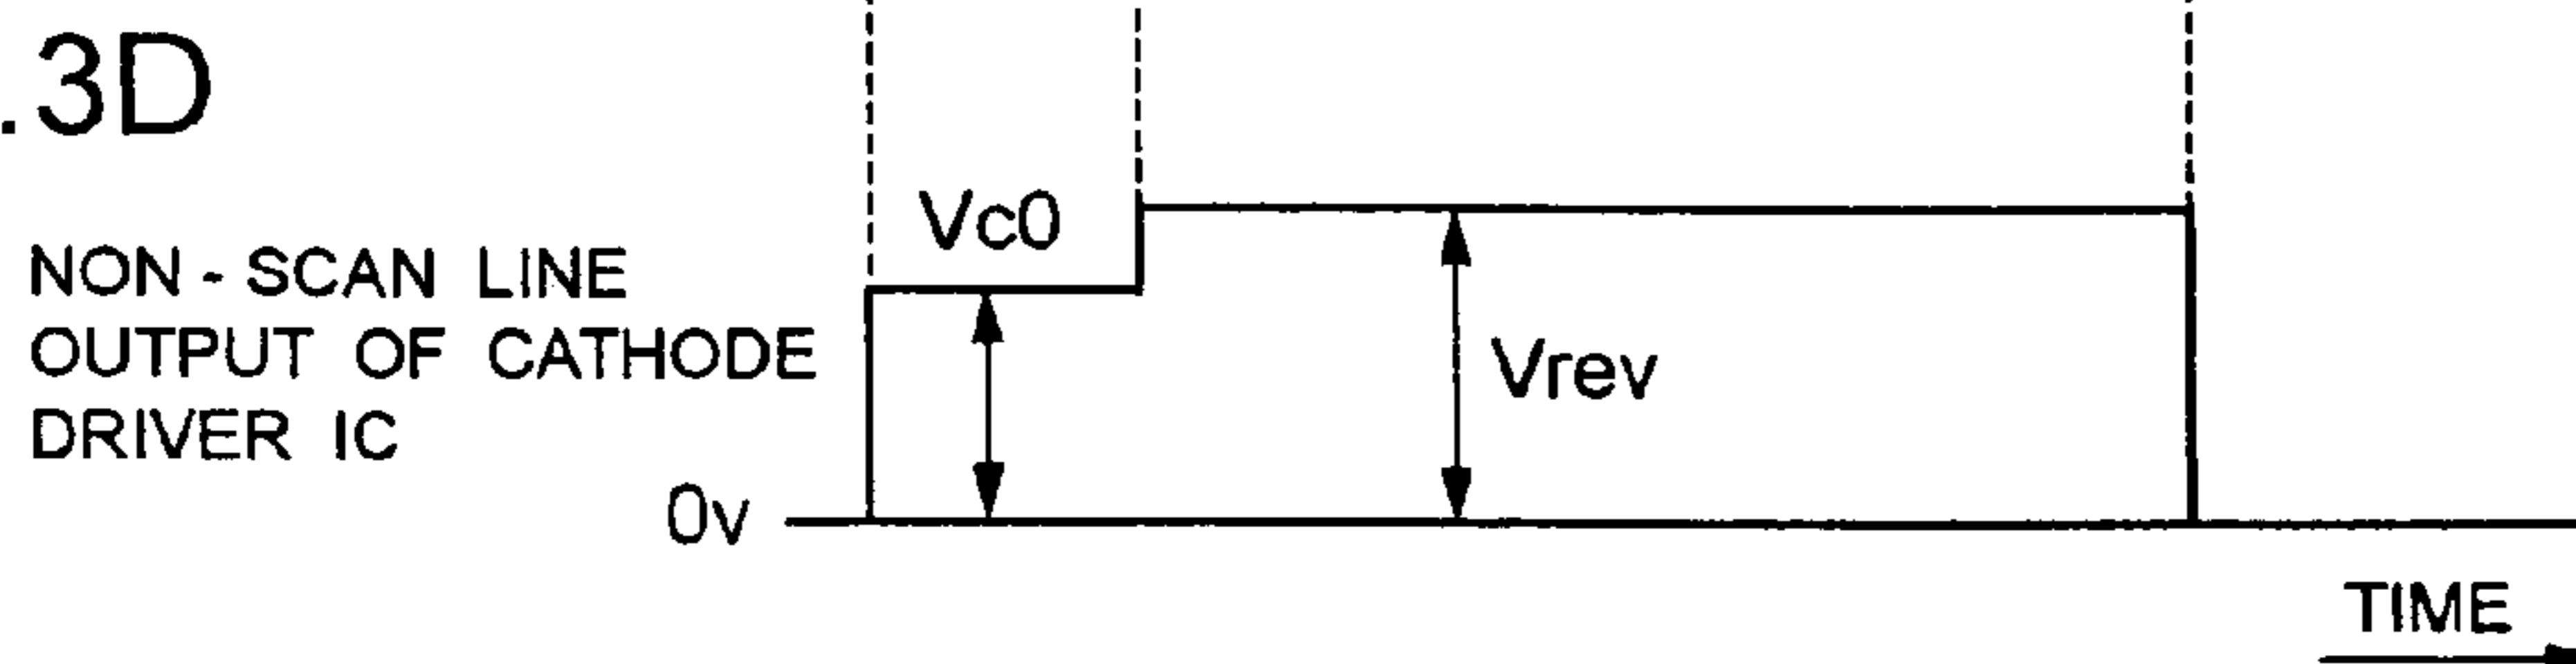 .3D
Vc0
NON - SCAN LINE
OUTPUT OF CATHODE
DRIVER IC
Vrev
0v
TIME